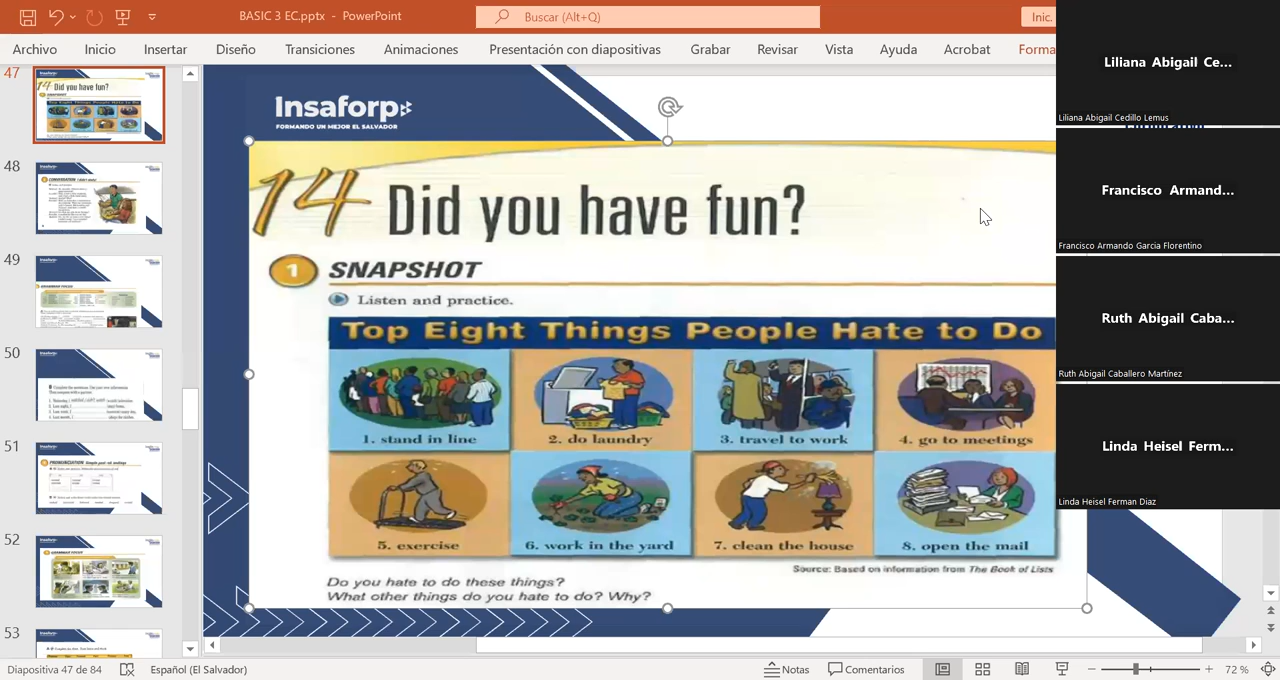 BASIC 3 EC.pptx - PowerPoint
Buscar (Alt+Q)
Inic.
Archivo Inicio Insertar Diseño Transiciones Animaciones Presentación con diapositivas Grabar Revisar Vista Ayuda Acrobat Forma
47
48
49
50
51
52
53
Insaforp
FORMANDO UN MEJOR EL SALVADOR
14 Did you have fun?
1 SNAPSHOT
Listen and practice.
Top Eight Things People Hate to Do
1. stand in line
2. do laundry
3. travel to work
4. go to meetings
5. exercise
6. work in the yard
7. clean the house
8. open the mail
Source: Based on information from The Book of Lists
Do you hate to do these things?
What other things do you hate to do? Why?
Liliana Abigail Ce...
Liliana Abigail Cedillo Lemus
Francisco Armand...
Francisco Armando Garcia Florentino
Ruth Abigail Caba...
Ruth Abigail Caballero Martínez
Linda Heisel Ferm...
Linda Heisel Ferman Diaz
Diapositiva 47 de 84
Español (El Salvador)
Notas
Comentarios
72 %